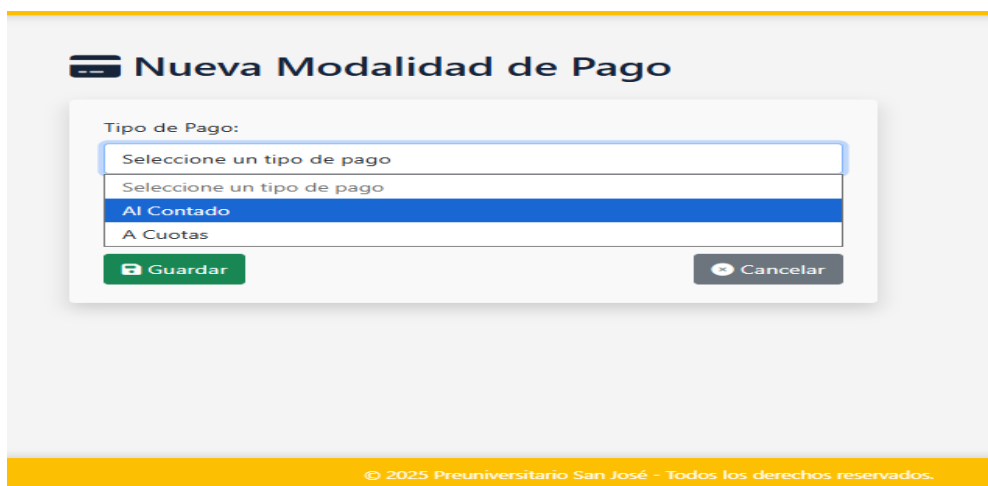 Nueva Modalidad de Pago
Tipo de Pago:
Seleccione un tipo de pago
Seleccione un tipo de pago
Al Contado
A Cuotas
Guardar
Cancelar
© 2025 Preuniversitario San José - Todos los derechos reservados.